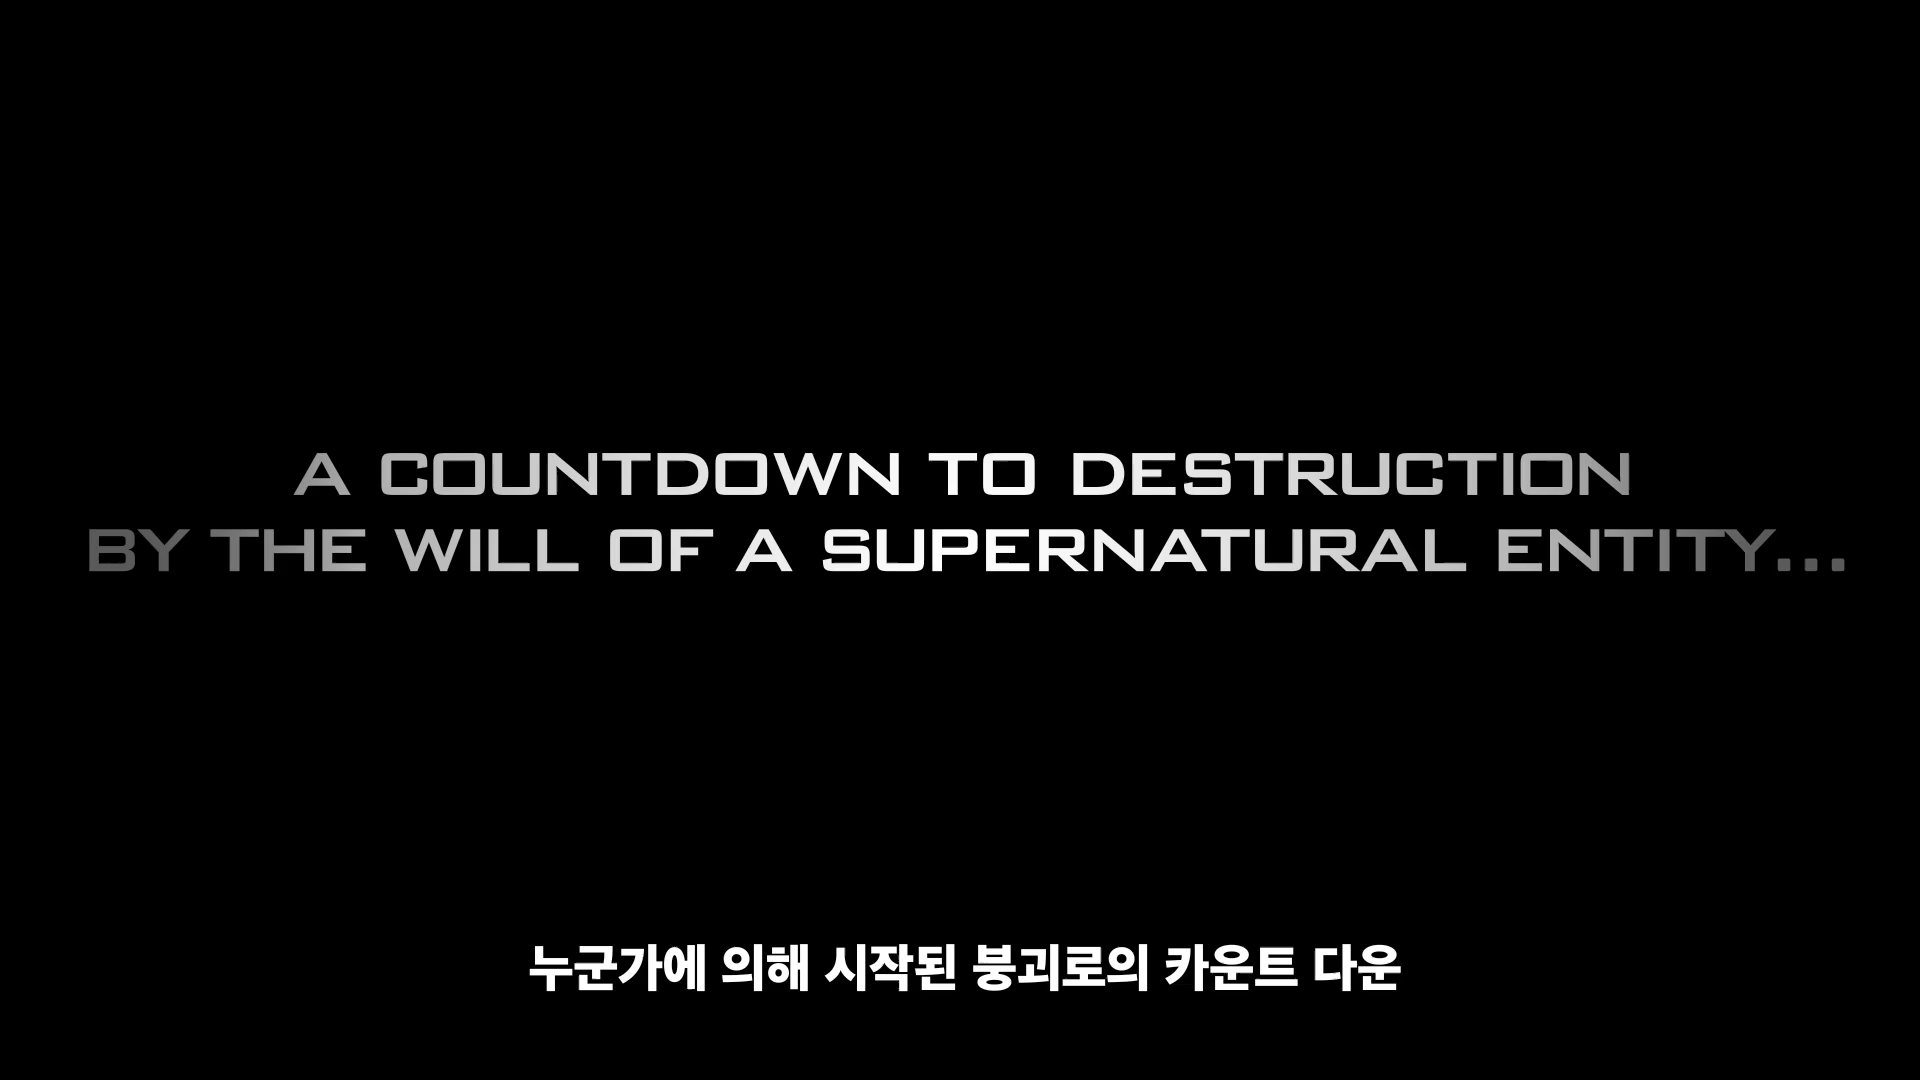 A COUNTDOWN TO DESTRUCTION
BY THE WILL OF A SUPERNATURAL ENTITY...
누군가에 의해 시작된 붕괴로의 카운트 다운